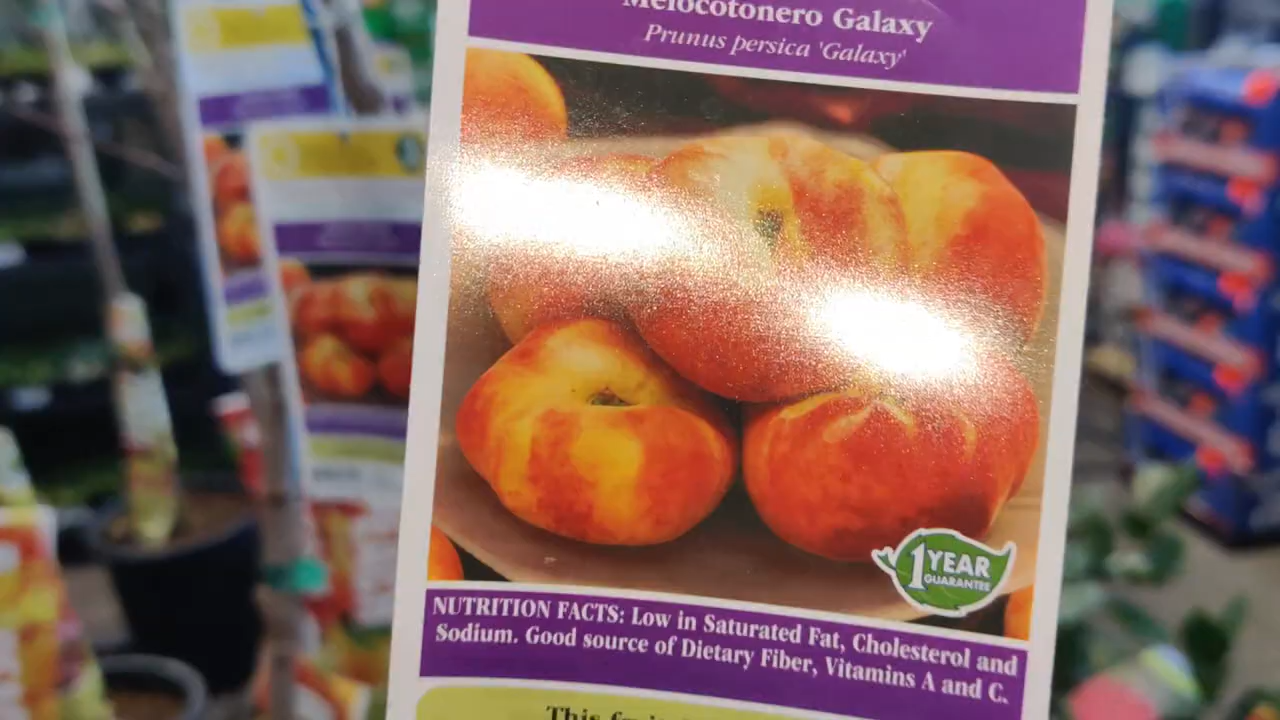 Melocotonero Galaxy
Prunus persica 'Galaxy'
1 YEAR
GUARANTEE
NUTRITION FACTS: Low in Saturated Fat, Cholesterol and
Sodium. Good source of Dietary Fiber, Vitamins A and C.
This